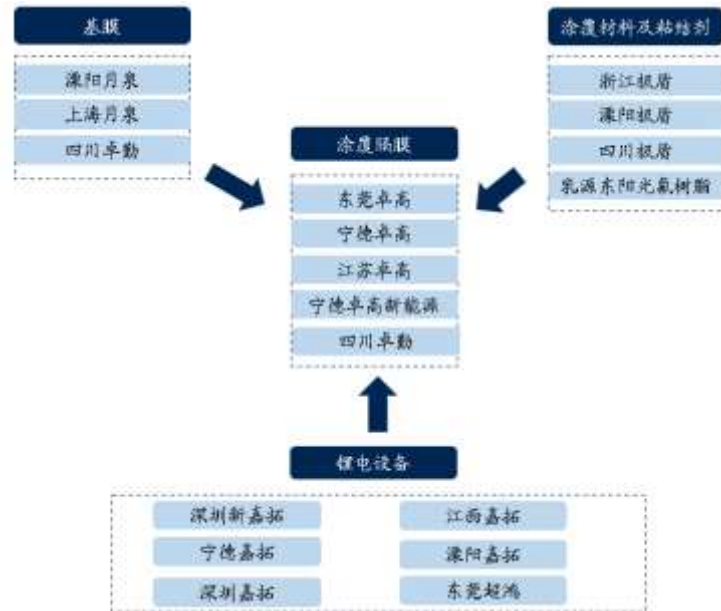 基膜
溧阳月泉
上海月泉
四川卓勤
涂覆材料及粘结剂
浙江极盾
溧阳极盾
四川极盾
乳源东阳光氟树脂
涂覆隔膜
东莞卓高
宁德卓高
江苏卓高
宁德卓高新能源
四川卓勤
锂电设备
深圳新嘉拓
江西嘉拓
宁德嘉拓
溧阳嘉拓
深圳嘉拓
东莞超鸿